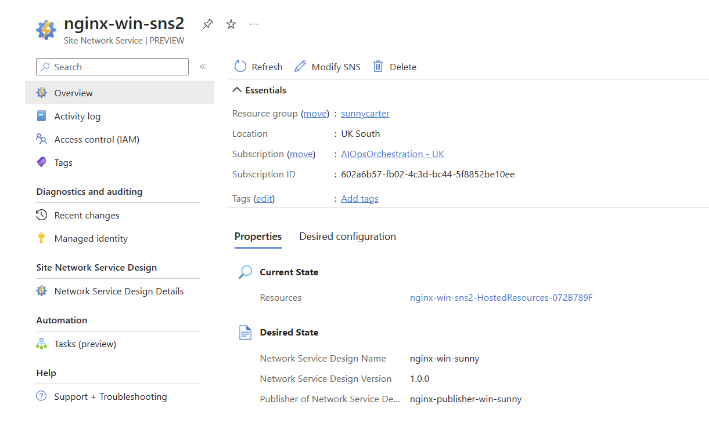 nginx-win-sns2
Site Network Service | PREVIEW
Search
Overview
Activity log
Access control (IAM)
Tags
Diagnostics and auditing
Recent changes
Managed identity
Site Network Service Design
Network Service Design Details
Automation
Tasks (preview)
Help
Support + Troubleshooting
Refresh Modify SNS Delete
Essentials
Resource group (move) : sunnycarter
Location : UK South
Subscription (move) : AIOpsOrchestration - UK
Subscription ID : 602a6b57-fb02-4c3d-bc44-5f8852be10ee
Tags (edit) : Add tags
Properties Desired configuration
Current State
Resources nginx-win-sns2-HostedResources-072B789F
Desired State
Network Service Design Name nginx-win-sunny
Network Service Design Version 1.0.0
Publisher of Network Service De... nginx-publisher-win-sunny